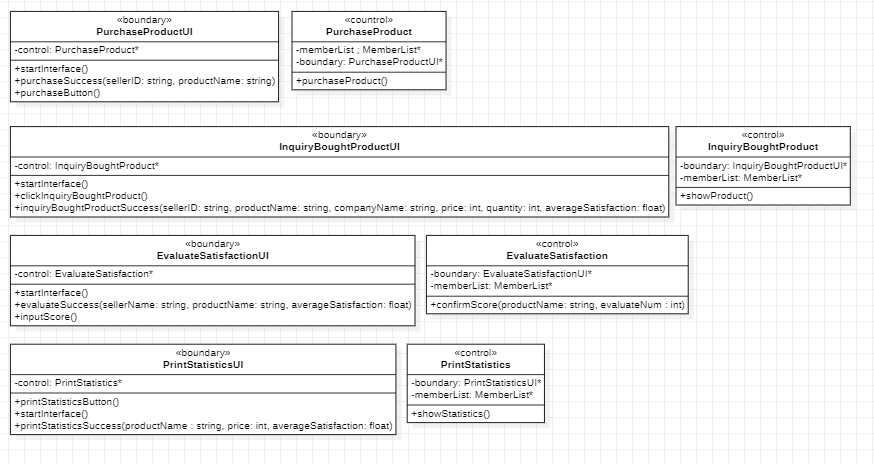 «boundary»
PurchaseProductUI
-control: PurchaseProduct*
+startInterface()
+purchaseSuccess(sellerID: string, productName: string)
+purchaseButton()
«countrol»
PurchaseProduct
-memberList ; MemberList*
-boundary: PurchaseProductUI*
+purchaseProduct()
«boundary»
InquiryBoughtProductUI
-control: InquiryBoughtProduct*
+startInterface()
+clickInquiryBoughtProduct()
+inquiryBoughtProductSuccess(sellerID: string, productName: string, companyName: string, price: int, quantity: int, averageSatisfaction: float)
«control»
InquiryBoughtProduct
-boundary: InquiryBoughtProductUI*
-memberList: MemberList*
+showProduct()
«boundary»
EvaluateSatisfactionUI
-control: EvaluateSatisfaction*
+startInterface()
+evaluateSuccess(sellerName: string, productName: string, averageSatisfaction: float)
+inputScore()
«control»
EvaluateSatisfaction
-boundary: EvaluateSatisfactionUI*
-memberList: MemberList*
+confirmScore(productName: string, evaluateNum : int)
«boundary»
PrintStatisticsUI
-control: PrintStatistics*
+printStatisticsButton()
+startInterface()
+printStatisticsSuccess(productName : string, price: int, averageSatisfaction: float)
«control»
PrintStatistics
-boundary: PrintStatisticsUI*
-memberList: MemberList*
+showStatistics()